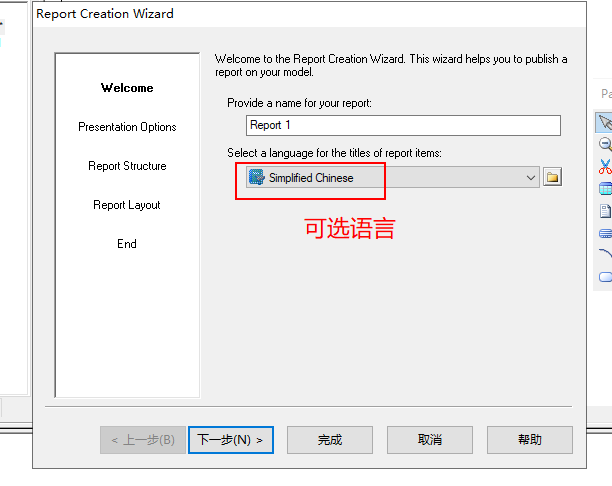 Report Creation Wizard
Welcome
Presentation Options
Report Structure
Report Layout
End
Welcome to the Report Creation Wizard. This wizard helps you to publish a
report on your model.
Provide a name for your report:
Report 1
Select a language for the titles of report items:
Simplified Chinese
可选语言
< 上一步(B)
下一步(N) >
完成
取消
帮助
Pa